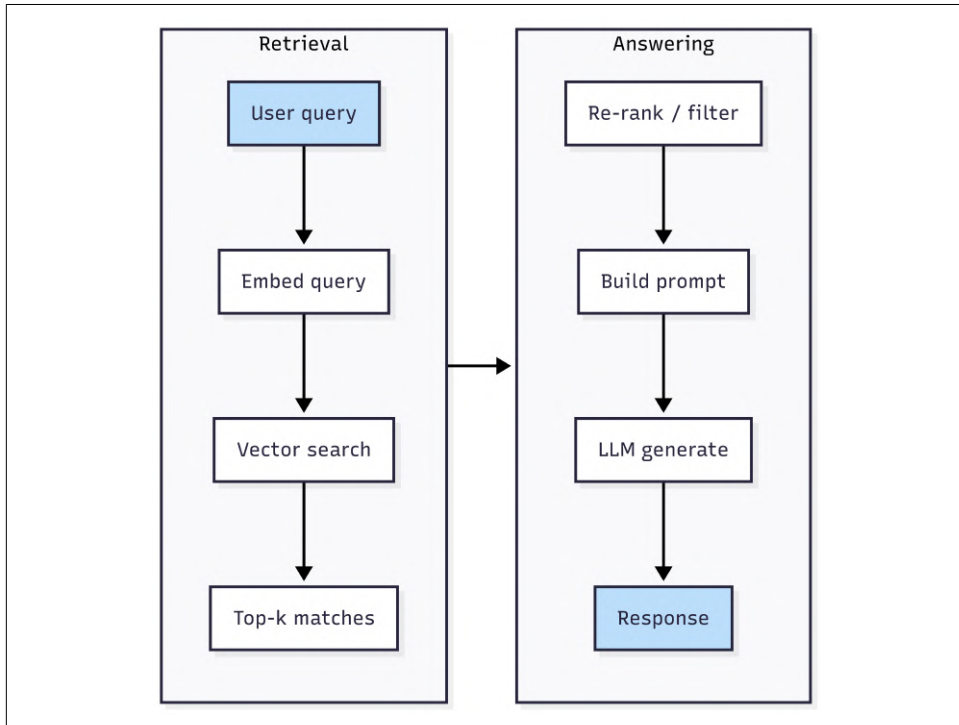 Retrieval
User query
Embed query
Vector search
Top-k matches
Answering
Re-rank / filter
Build prompt
LLM generate
Response